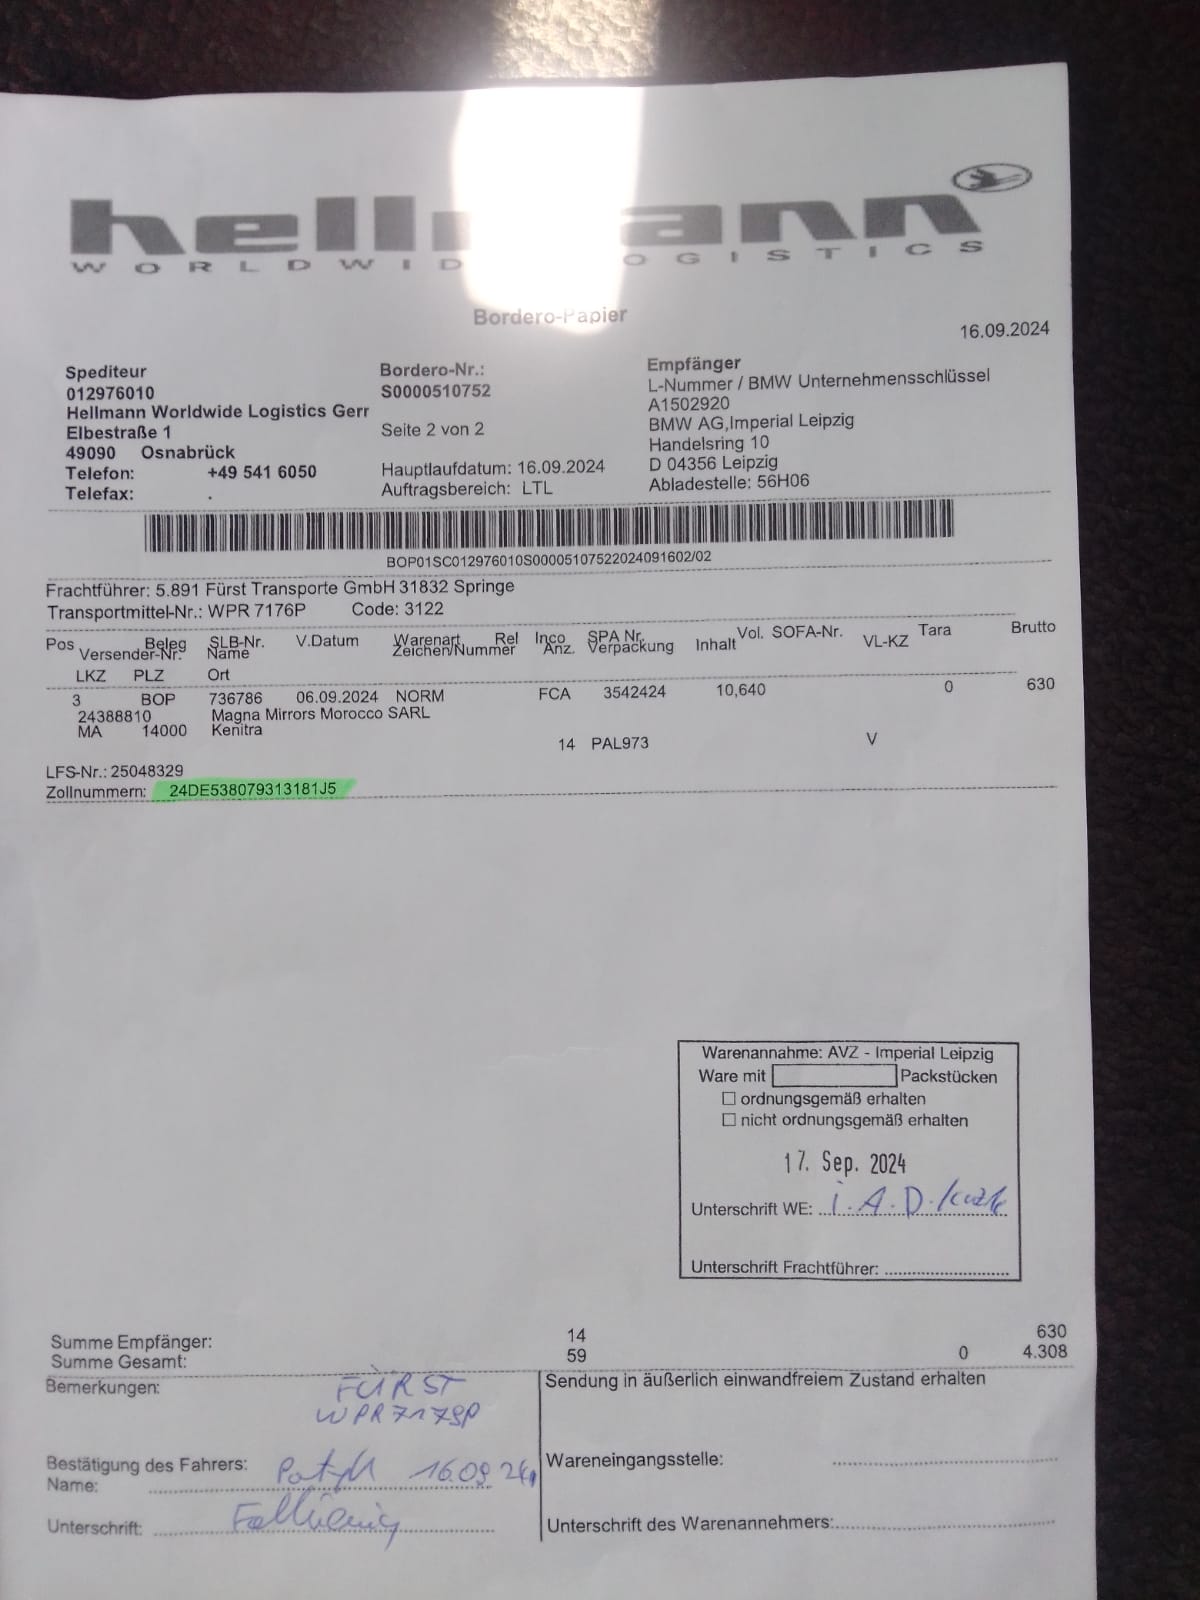 hellmann
WORLDWIDE LOGISTICS
Bordero-Papier
16.09.2024
Spediteur
012976010
Hellmann Worldwide Logistics Gerr
Elbestraße 1
49090 Osnabrück
Telefon: +49 541 6050
Telefax: .
Bordero-Nr.:
S0000510752
Seite 2 von 2
Hauptlaufdatum: 16.09.2024
Auftragsbereich: LTL
Empfänger
L-Nummer / BMW Unternehmensschlüssel
A1502920
BMW AG,Imperial Leipzig
Handelsring 10
D 04356 Leipzig
Abladestelle: 56H06
BOP01SC012976010S00005107522024091602/02
Frachtführer: 5.891 Fürst Transporte GmbH 31832 Springe
Transportmittel-Nr.: WPR 7176P Code: 3122
Pos Beleg SLB-Nr. V.Datum Warenart Rel Inco SPA Nr. Vol. SOFA-Nr. Tara Brutto
Versender-Nr. Name Zeichen/Nummer Anz. Verpackung Inhalt VL-KZ
LKZ PLZ Ort
3 BOP 736786 06.09.2024 NORM FCA 3542424 10,640 0 630
24388810 Magna Mirrors Morocco SARL
MA 14000 Kenitra
14 PAL973 V
LFS-Nr.: 25048329
Zollnummern: 24DE538079313181J5
Warenannahme: AVZ - Imperial Leipzig
Ware mit Packstücken
ordnungsgemäß erhalten
nicht ordnungsgemäß erhalten
17. Sep. 2024
Unterschrift WE: i.A.D.
Unterschrift Frachtführer:
Summe Empfänger: 14 630
Summe Gesamt: 59 0 4.308
Bemerkungen: FÜRST
WPR7179P
Bestätigung des Fahrers:
Name: 16.09.24
Unterschrift:
Sendung in äußerlich einwandfreiem Zustand erhalten
Wareneingangsstelle:
Unterschrift des Warenannehmers: